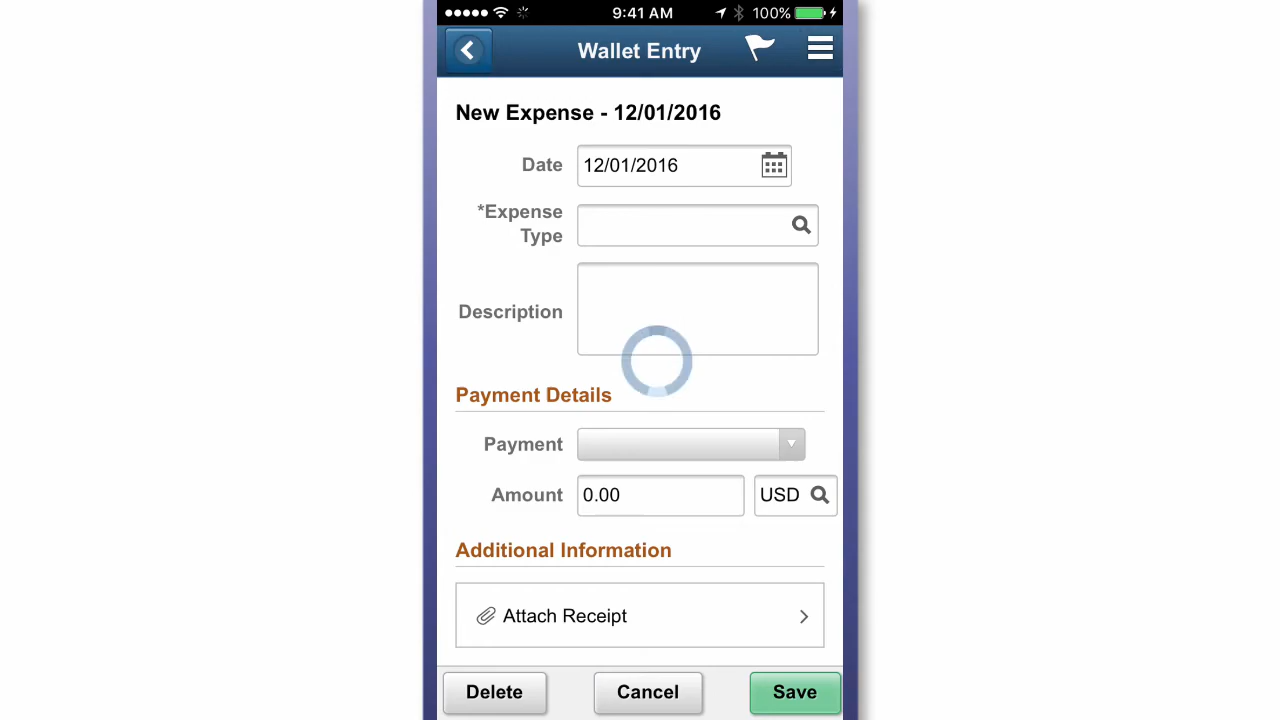 9:41 AM 100%
Wallet Entry
New Expense - 12/01/2016
Date 12/01/2016
*Expense
Type
Description
Payment Details
Payment
Amount 0.00 USD
Additional Information
Attach Receipt
Delete Cancel Save